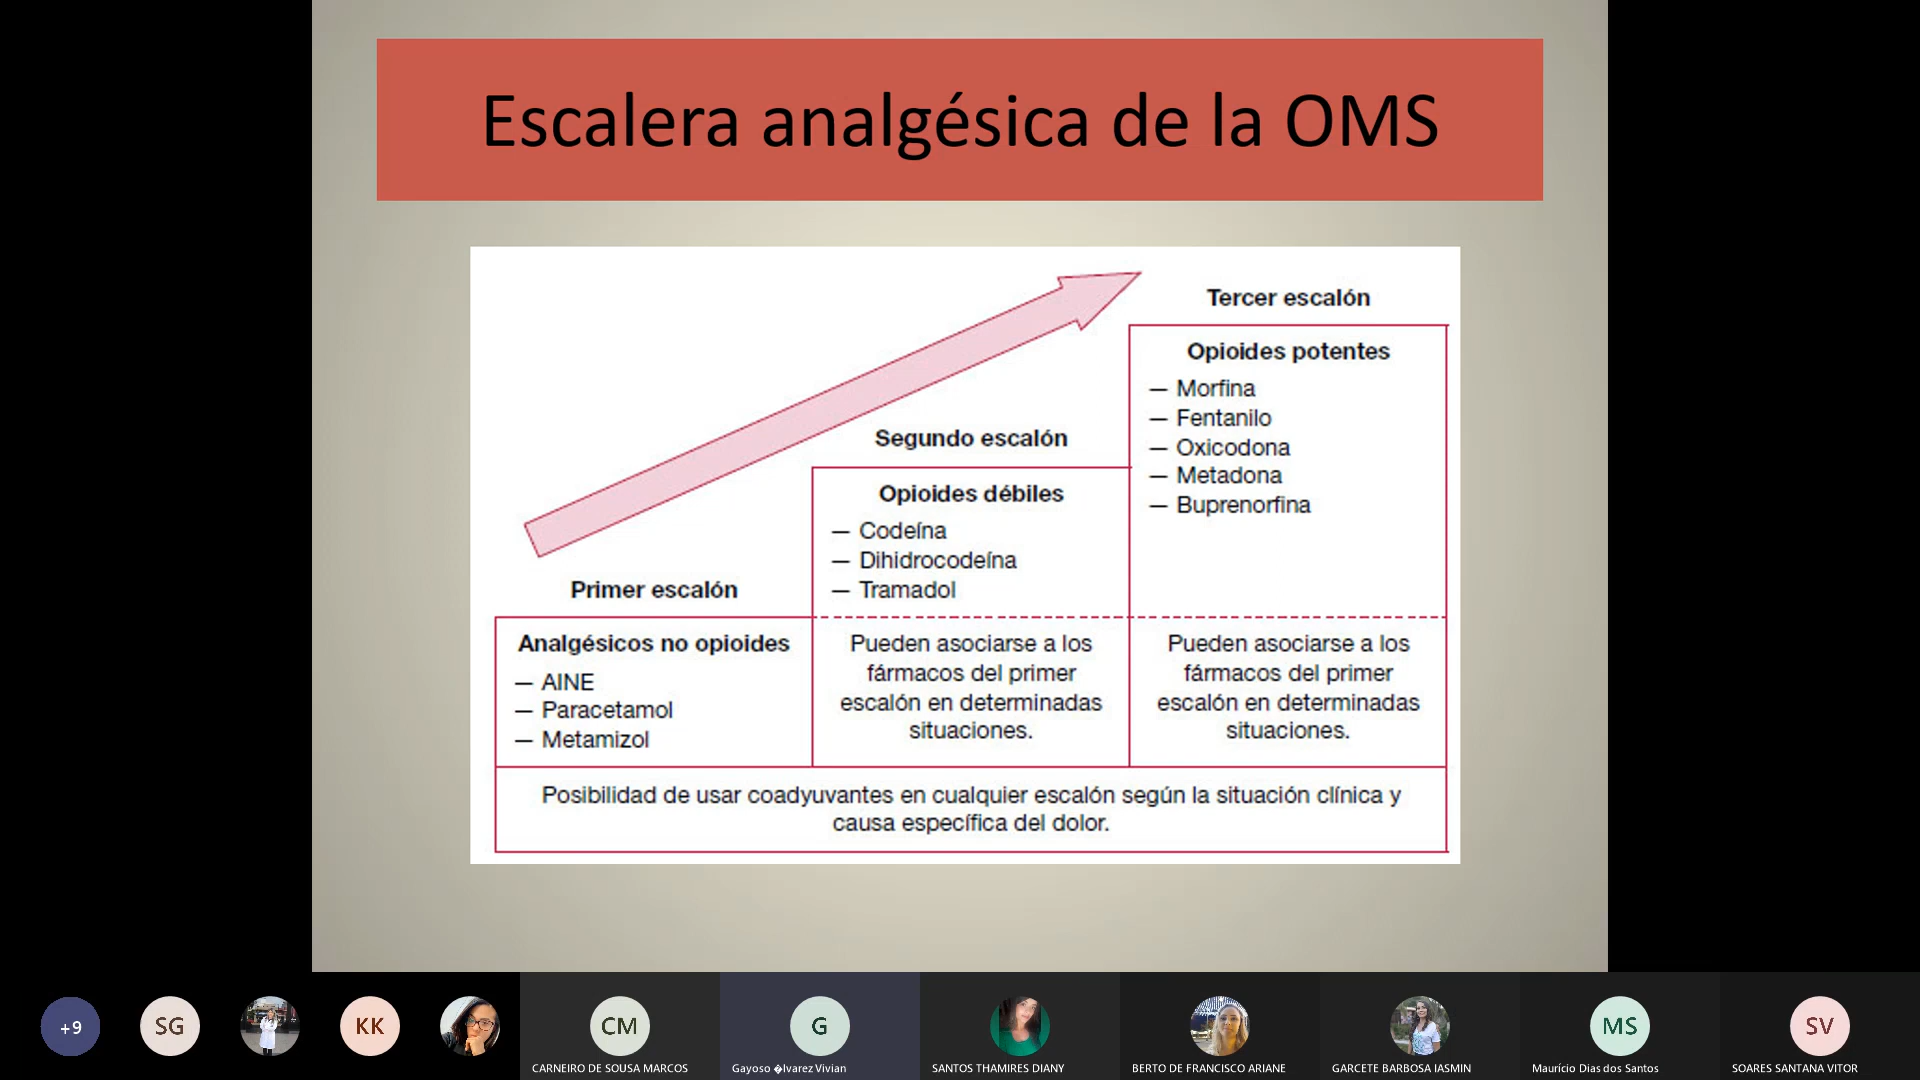 Escalera analgésica de la OMS
Tercer escalón
Opioides potentes
— Morfina
— Fentanilo
— Oxicodona
— Metadona
— Buprenorfina
Segundo escalón
Opioides débiles
— Codeína
— Dihidrocodeína
— Tramadol
Primer escalón
Analgésicos no opioides
— AINE
— Paracetamol
— Metamizol
Pueden asociarse a los
fármacos del primer
escalón en determinadas
situaciones.
Pueden asociarse a los
fármacos del primer
escalón en determinadas
situaciones.
Posibilidad de usar coadyuvantes en cualquier escalón según la situación clínica y
causa específica del dolor.
+9
SG
KK
CM
G
MS
SV
CARNEIRO DE SOUSA MARCOS
Gayoso �lvarez Vivian
SANTOS THAMIRES DIANY
BERTO DE FRANCISCO ARIANE
GARCETE BARBOSA IASMIN
Maurício Dias dos Santos
SOARES SANTANA VITOR